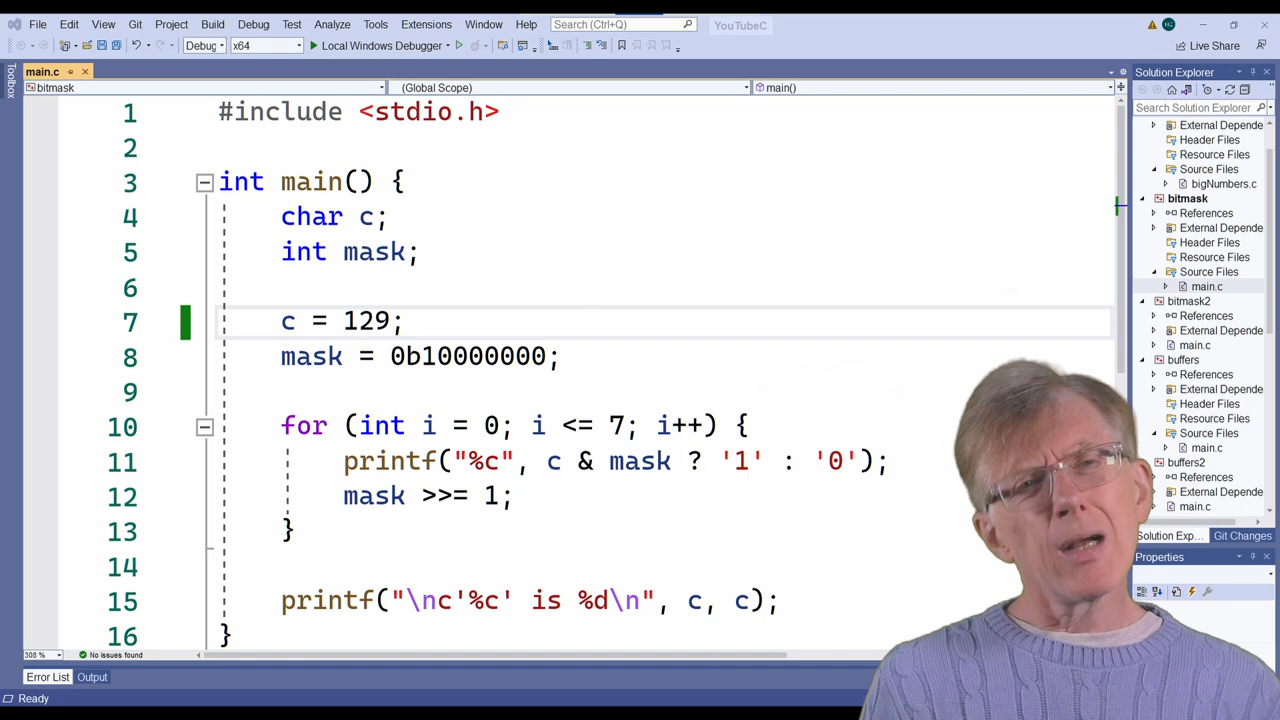 File Edit View Git Project Build Debug Test Analyze Tools Extensions Window Help Search (Ctrl+Q) YouTubeC
Debug x64 Local Windows Debugger Live Share
main.c
bitmask (Global Scope) main()
Toolbox
1 #include <stdio.h>
2
3 int main() {
4 char c;
5 int mask;
6
7 c = 129;
8 mask = 0b10000000;
9
10 for (int i = 0; i <= 7; i++) {
11 printf("%c", c & mask ? '1' : '0');
12 mask >>= 1;
13 }
14
15 printf("\nc'%c' is %d\n", c, c);
16 }
308 % No issues found
Error List Output
Ready
Solution Explorer
Search Solution Explorer
External Depende
Header Files
Resource Files
Source Files
bigNumbers.c
bitmask
References
External Depende
Header Files
Resource Files
Source Files
main.c
bitmask2
References
External Depende
main.c
buffers
References
External Depende
Header Files
Resource Files
Source Files
main.c
buffers2
References
External Depende
main.c
Solution Exp... Git Changes
Properties